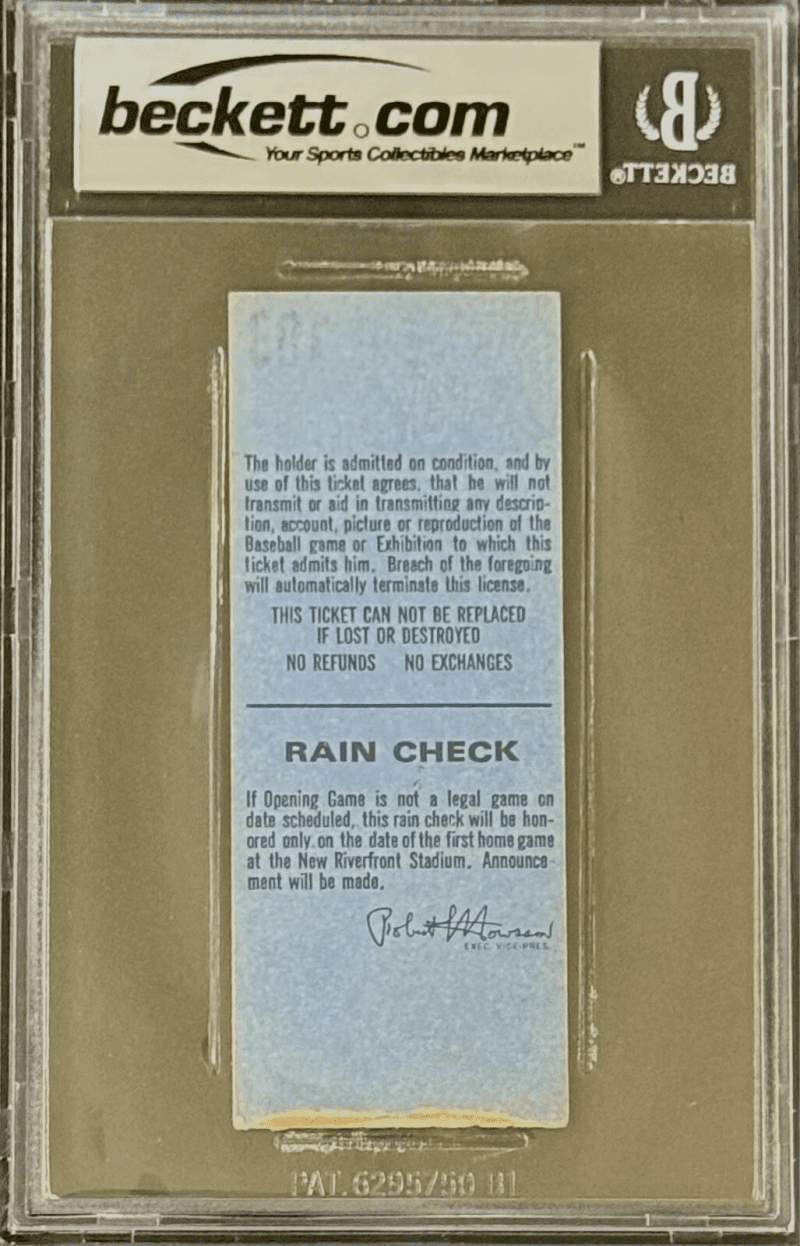 beckett.com
Your Sports Collectibles Marketplace™
B
BECKETT®
The holder is admitted on condition, and by
use of this ticket agrees, that he will not
transmit or aid in transmitting any descrip-
tion, account, picture or reproduction of the
Baseball game or Exhibition to which this
ticket admits him. Breach of the foregoing
will automatically terminate this license.
THIS TICKET CAN NOT BE REPLACED
IF LOST OR DESTROYED
NO REFUNDS NO EXCHANGES
RAIN CHECK
If Opening Game is not a legal game on
date scheduled, this rain check will be hon-
ored only on the date of the first home game
at the New Riverfront Stadium. Announce-
ment will be made.
Robert L Howsam
EXEC. VICE-PRES.
PAT. 6295750 B1